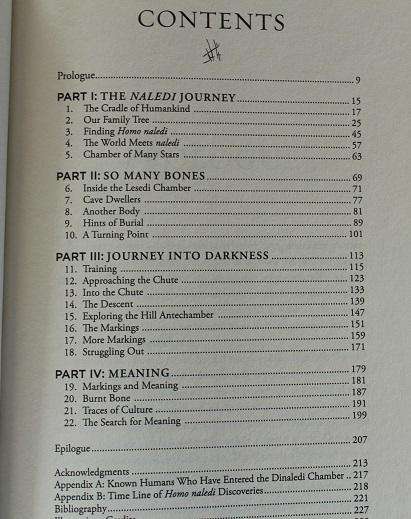 CONTENTS
Prologue 9
PART I: THE NALEDI JOURNEY 15
1. The Cradle of Humankind 17
2. Our Family Tree 25
3. Finding Homo naledi 45
4. The World Meets naledi 57
5. Chamber of Many Stars 63
PART II: SO MANY BONES 69
6. Inside the Lesedi Chamber 71
7. Cave Dwellers 77
8. Another Body 81
9. Hints of Burial 89
10. A Turning Point 101
PART III: JOURNEY INTO DARKNESS 113
11. Training 115
12. Approaching the Chute 123
13. Into the Chute 133
14. The Descent 139
15. Exploring the Hill Antechamber 147
16. The Markings 151
17. More Markings 159
18. Struggling Out 171
PART IV: MEANING 179
19. Markings and Meaning 181
20. Burnt Bone 187
21. Traces of Culture 191
22. The Search for Meaning 199
Epilogue 207
Acknowledgments 213
Appendix A: Known Humans Who Have Entered the Dinaledi Chamber 217
Appendix B: Time Line of Homo naledi Discoveries 218
Bibliography 221
227